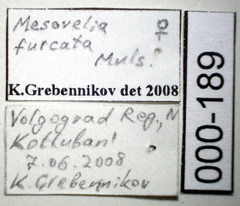 Mesovelia ♀
furcata
Muls.
K.Grebennikov det 2008
Volgograd Reg., N
Kotluban'
7.06.2008
K. Grebennikov
000-189